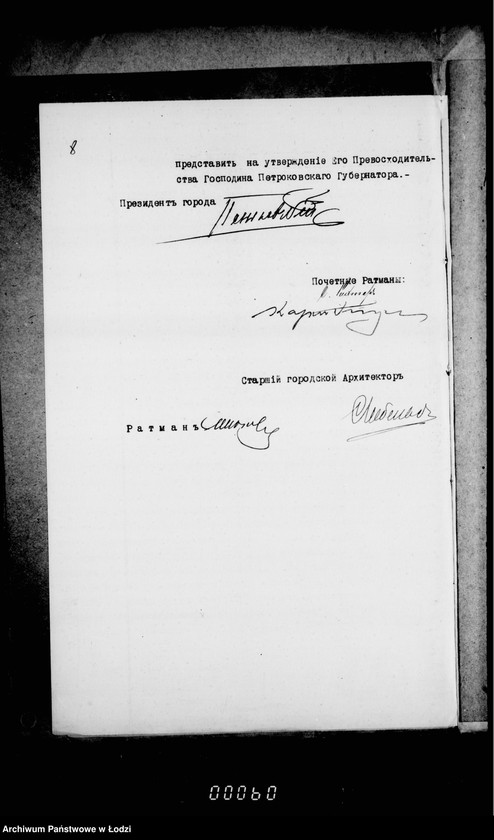 8
представить на утвержденіе Его Превосходитель-
ства Господина Петроковскаго Губернатора.-
Президентъ города
Почетные Ратманы:
Старшій городской Архитекторъ
Ратманъ
00060
Archiwum Państwowe w Łodzi